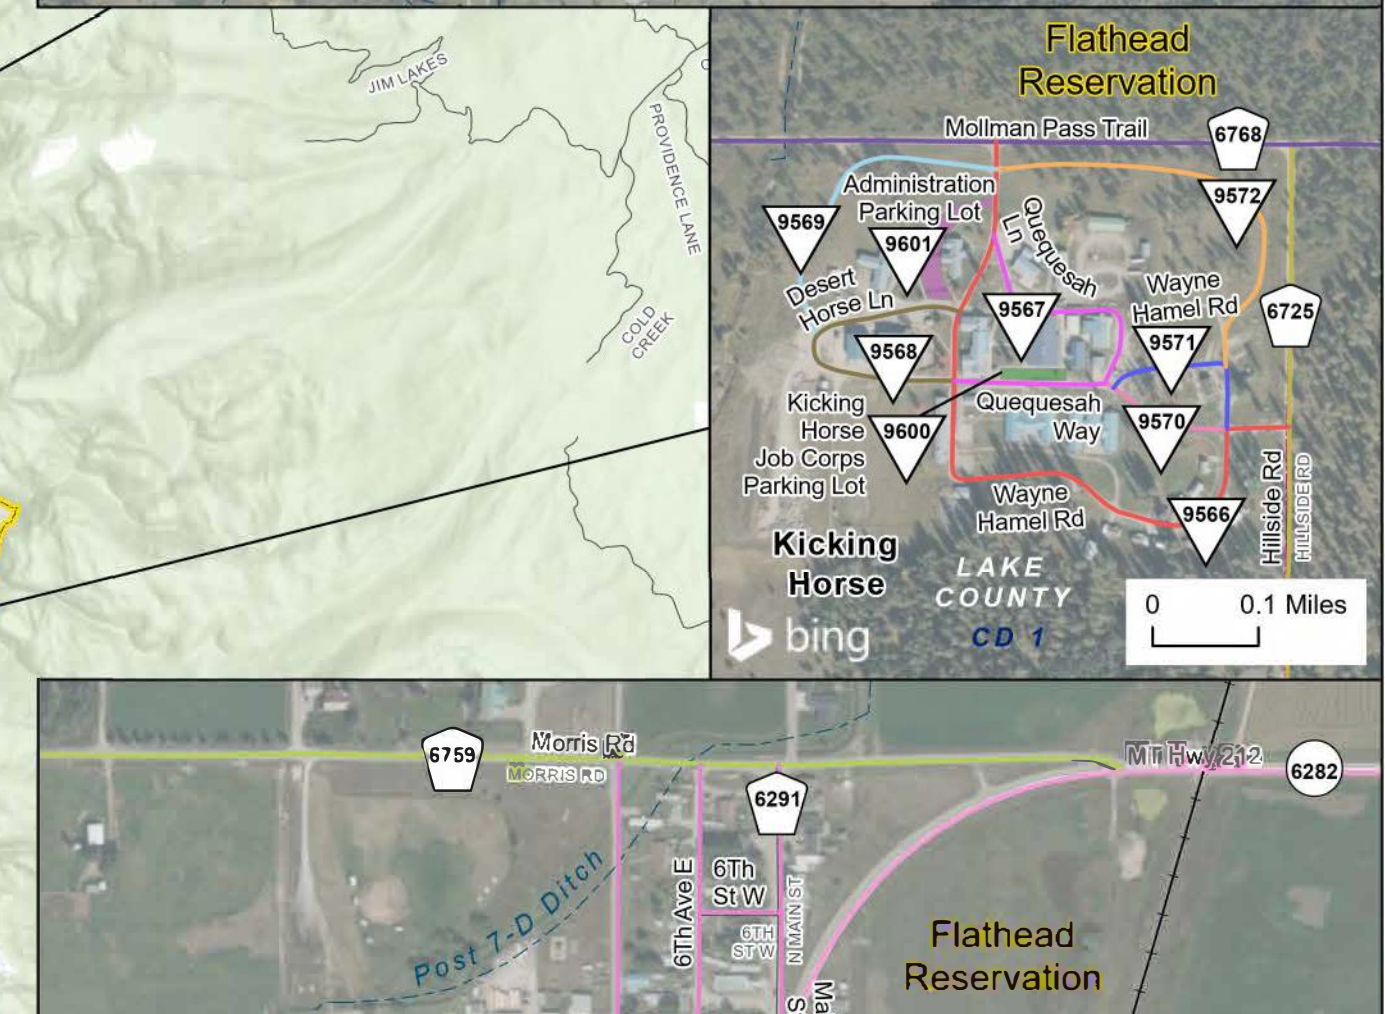 JIM LAKES
PROVIDENCE LANE
COLD
CREEK
Flathead
Reservation
Mollman Pass Trail
6768
9572
Administration
Parking Lot
9569
9601
Quequesah
Ln
Desert
Horse Ln
9567
Wayne
Hamel Rd
6725
9568
9571
Kicking
Horse
Job Corps
Parking Lot
9600
Quequesah
Way
9570
Wayne
Hamel Rd
9566
Hillside Rd
HILLSIDE RD
Kicking
Horse
LAKE
COUNTY
CD 1
0 0.1 Miles
bing
6759
Morris Rd
MORRIS RD
MT Hwy 212
6282
6291
6Th Ave E
6Th
St W
6TH
ST W
N MAIN ST
Post 7-D Ditch
Flathead
Reservation